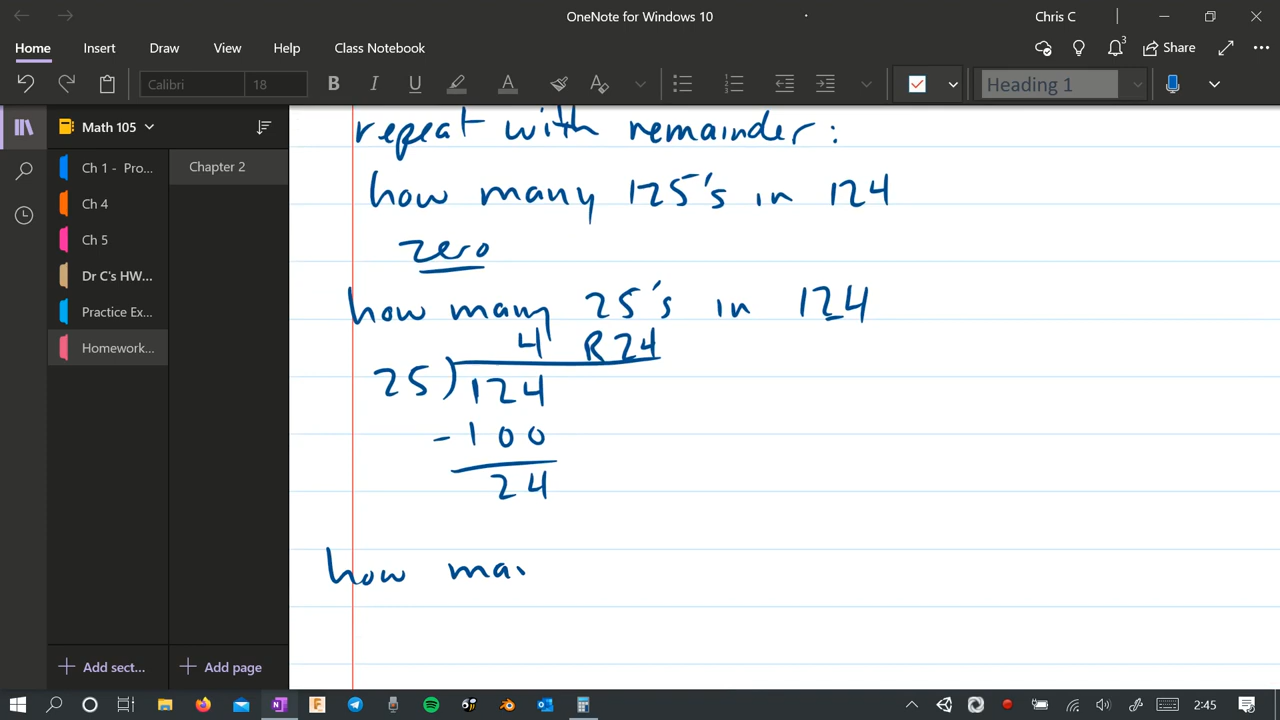 OneNote for Windows 10
Chris C
Home Insert Draw View Help Class Notebook
3
Share
Calibri 18 B I U A Heading 1
Math 105
Ch 1 - Pro...
Ch 4
Ch 5
Dr C's HW...
Practice Ex...
Homework...
Add sect...
Chapter 2
Add page
repeat with remainder:
how many 125's in 124
zero
how many 25's in 124
4 R24
25)124
-100
24
how ma
2:45